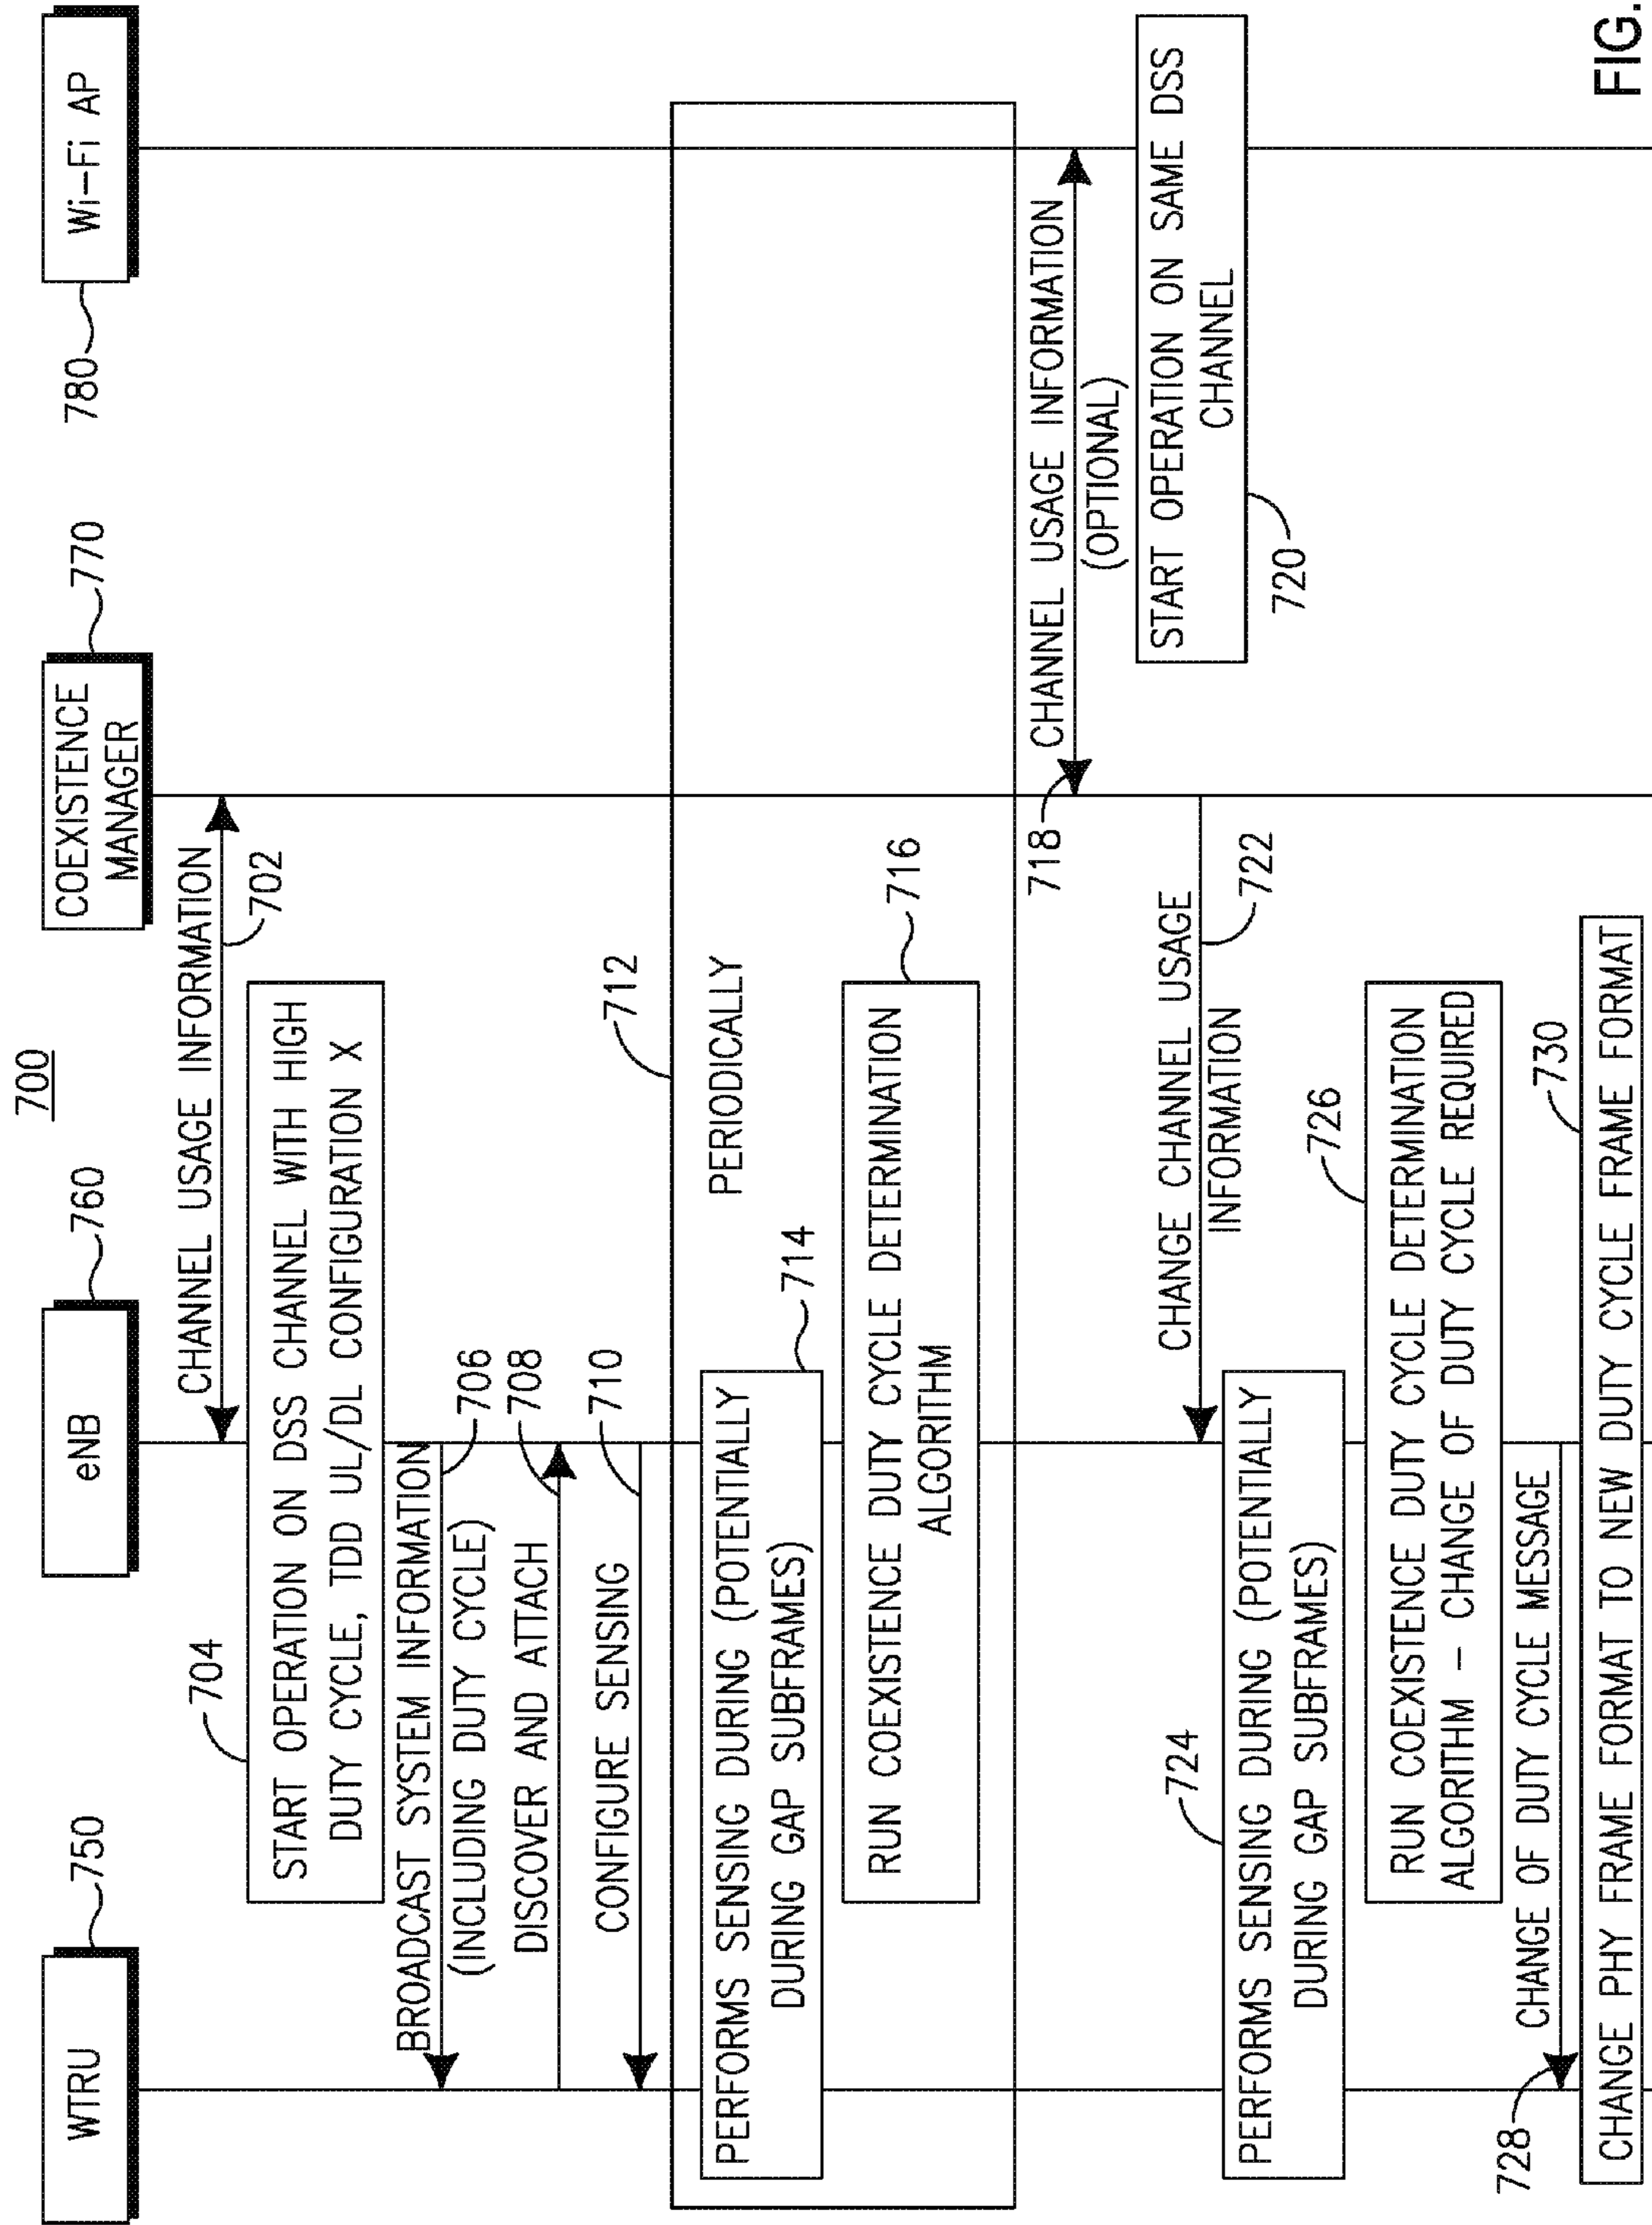 700
WTRU
750
eNB
760
COEXISTENCE
MANAGER
770
Wi-Fi AP
780
CHANNEL USAGE INFORMATION
702
704
START OPERATION ON DSS CHANNEL WITH HIGH
DUTY CYCLE, TDD UL/DL CONFIGURATION X
BROADCAST SYSTEM INFORMATION
706
(INCLUDING DUTY CYCLE)
708
DISCOVER AND ATTACH
710
CONFIGURE SENSING
712
PERIODICALLY
714
PERFORMS SENSING DURING (POTENTIALLY
DURING GAP SUBFRAMES)
716
RUN COEXISTENCE DUTY CYCLE DETERMINATION
ALGORITHM
718
CHANNEL USAGE INFORMATION
(OPTIONAL)
START OPERATION ON SAME DSS
CHANNEL
720
CHANGE CHANNEL USAGE
INFORMATION
722
724
PERFORMS SENSING DURING (POTENTIALLY
DURING GAP SUBFRAMES)
726
RUN COEXISTENCE DUTY CYCLE DETERMINATION
ALGORITHM - CHANGE OF DUTY CYCLE REQUIRED
CHANGE OF DUTY CYCLE MESSAGE
728
730
CHANGE PHY FRAME FORMAT TO NEW DUTY CYCLE FRAME FORMAT
FIG.